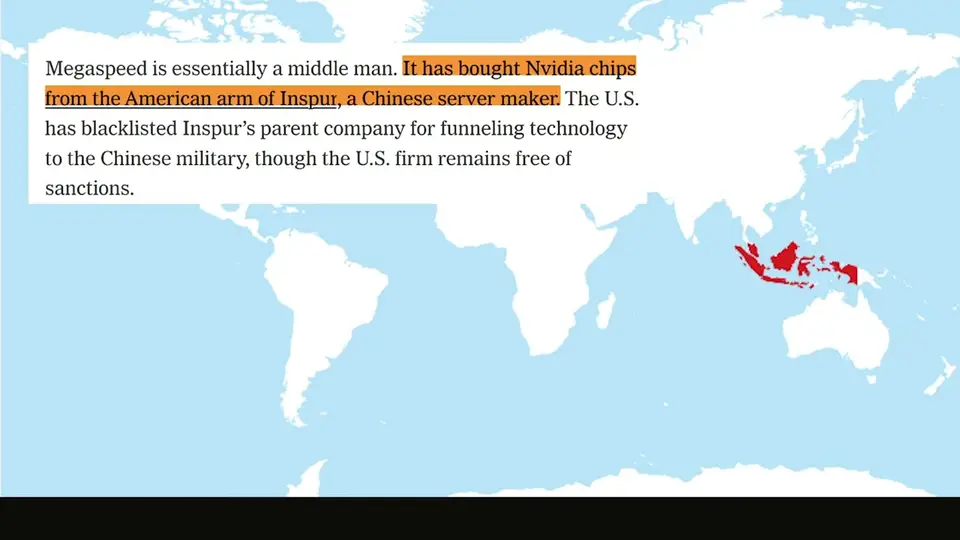 Megaspeed is essentially a middle man. It has bought Nvidia chips
from the American arm of Inspur, a Chinese server maker. The U.S.
has blacklisted Inspur’s parent company for funneling technology
to the Chinese military, though the U.S. firm remains free of
sanctions.